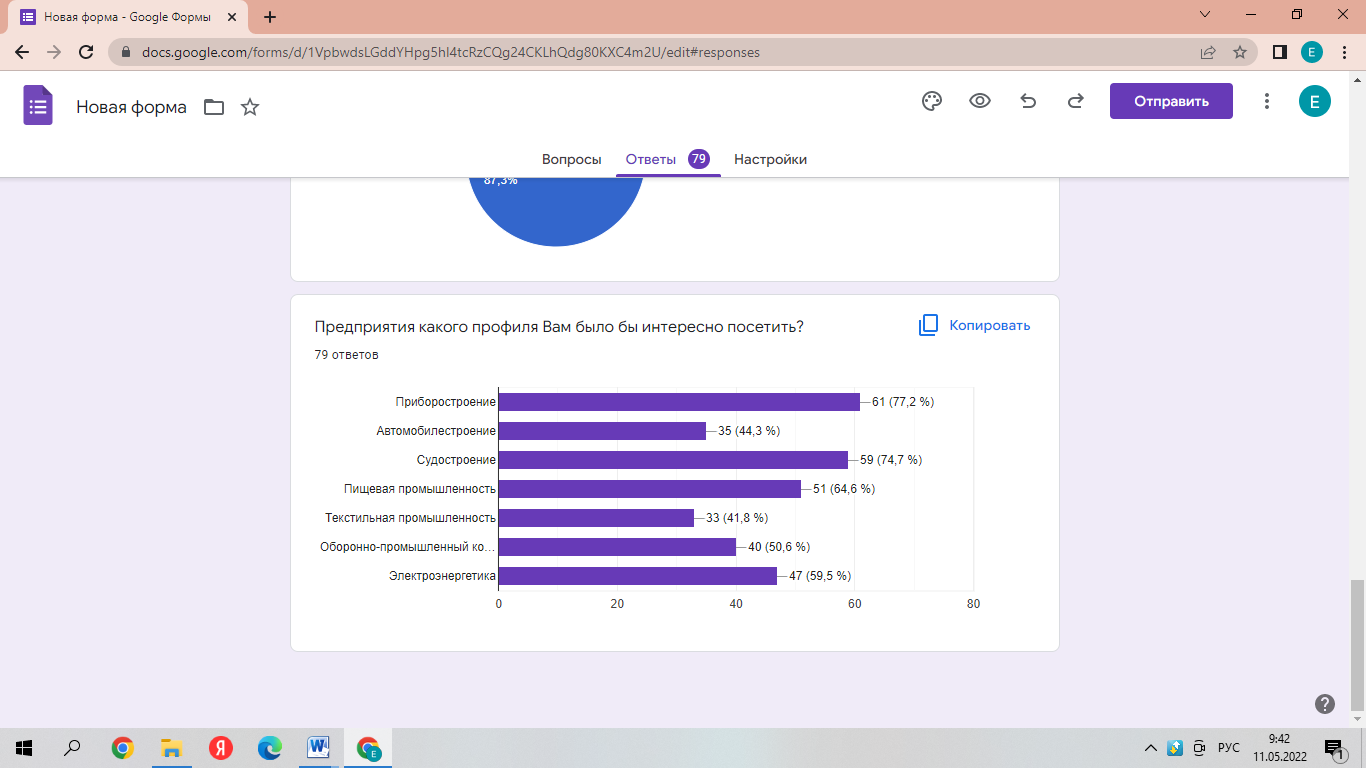 Новая форма - Google Формы
docs.google.com/forms/d/1VpbwdsLGddYHpg5hI4tcRzCQg24CKLhQdg80KXC4m2U/edit#responses
E
Новая форма
Отправить
E
Вопросы
Ответы 79
Настройки
87,3%
Предприятия какого профиля Вам было бы интересно посетить?
Копировать
79 ответов
Приборостроение 61 (77,2 %)
Автомобилестроение 35 (44,3 %)
Судостроение 59 (74,7 %)
Пищевая промышленность 51 (64,6 %)
Текстильная промышленность 33 (41,8 %)
Оборонно-промышленный ко... 40 (50,6 %)
Электроэнергетика 47 (59,5 %)
0 20 40 60 80
РУС
9:42
11.05.2022
1